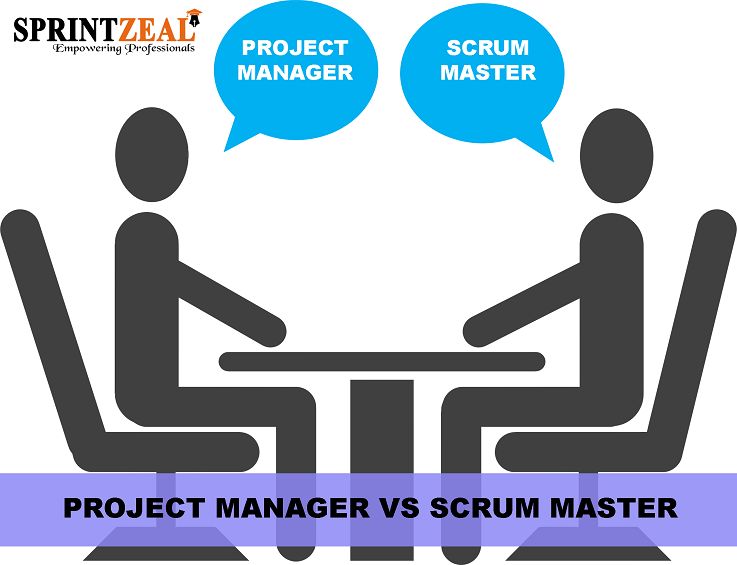 SPRINTZEAL
Empowering Professionals
PROJECT
MANAGER
SCRUM
MASTER
PROJECT MANAGER VS SCRUM MASTER